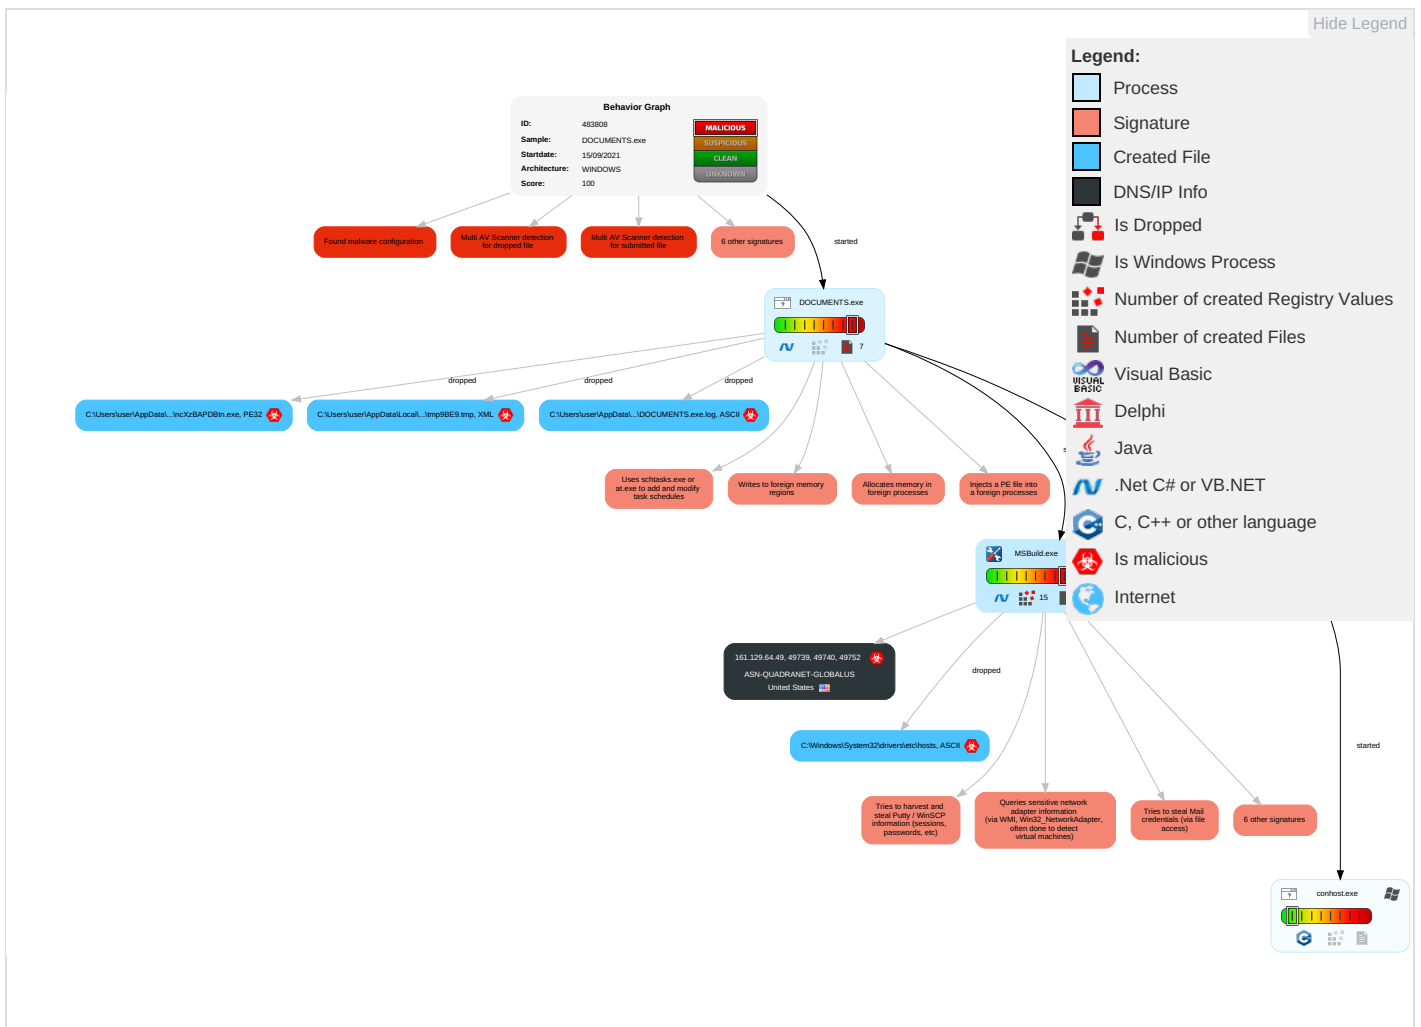 Hide Legend
Legend:
Process
Signature
Created File
DNS/IP Info
Is Dropped
Is Windows Process
Number of created Registry Values
Number of created Files
Visual Basic
VISUAL
BASIC
Delphi
Java
.Net C# or VB.NET
C, C++ or other language
Is malicious
Internet
Behavior Graph
ID: 483808
Sample: DOCUMENTS.exe
Startdate: 15/09/2021
Architecture: WINDOWS
Score: 100
MALICIOUS
SUSPICIOUS
CLEAN
UNKNOWN
Found malware configuration
Multi AV Scanner detection
for dropped file
Multi AV Scanner detection
for submitted file
6 other signatures
started
DOCUMENTS.exe
7
dropped
dropped
dropped
C:\Users\user\AppData\...\ncXzBAPDBtn.exe, PE32
C:\Users\user\AppData\Local\...\tmp9BE9.tmp, XML
C:\Users\user\AppData\...\DOCUMENTS.exe.log, ASCII
Uses schtasks.exe or
at.exe to add and modify
task schedules
Writes to foreign memory
regions
Allocates memory in
foreign processes
Injects a PE file into
a foreign processes
MSBuild.exe
15
161.129.64.49, 49739, 49740, 49752
ASN-QUADRANET-GLOBALUS
United States
dropped
C:\Windows\System32\drivers\etc\hosts, ASCII
started
Tries to harvest and
steal Putty / WinSCP
information (sessions,
passwords, etc)
Queries sensitive network
adapter information
(via WMI, Win32_NetworkAdapter,
often done to detect
virtual machines)
Tries to steal Mail
credentials (via file
access)
6 other signatures
conhost.exe